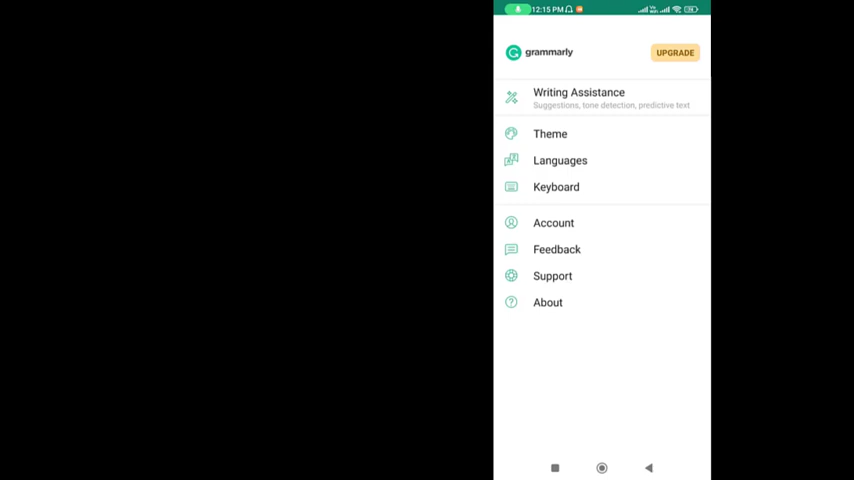 12:15 PM
grammarly
UPGRADE
Writing Assistance
Suggestions, tone detection, predictive text
Theme
Languages
Keyboard
Account
Feedback
Support
About